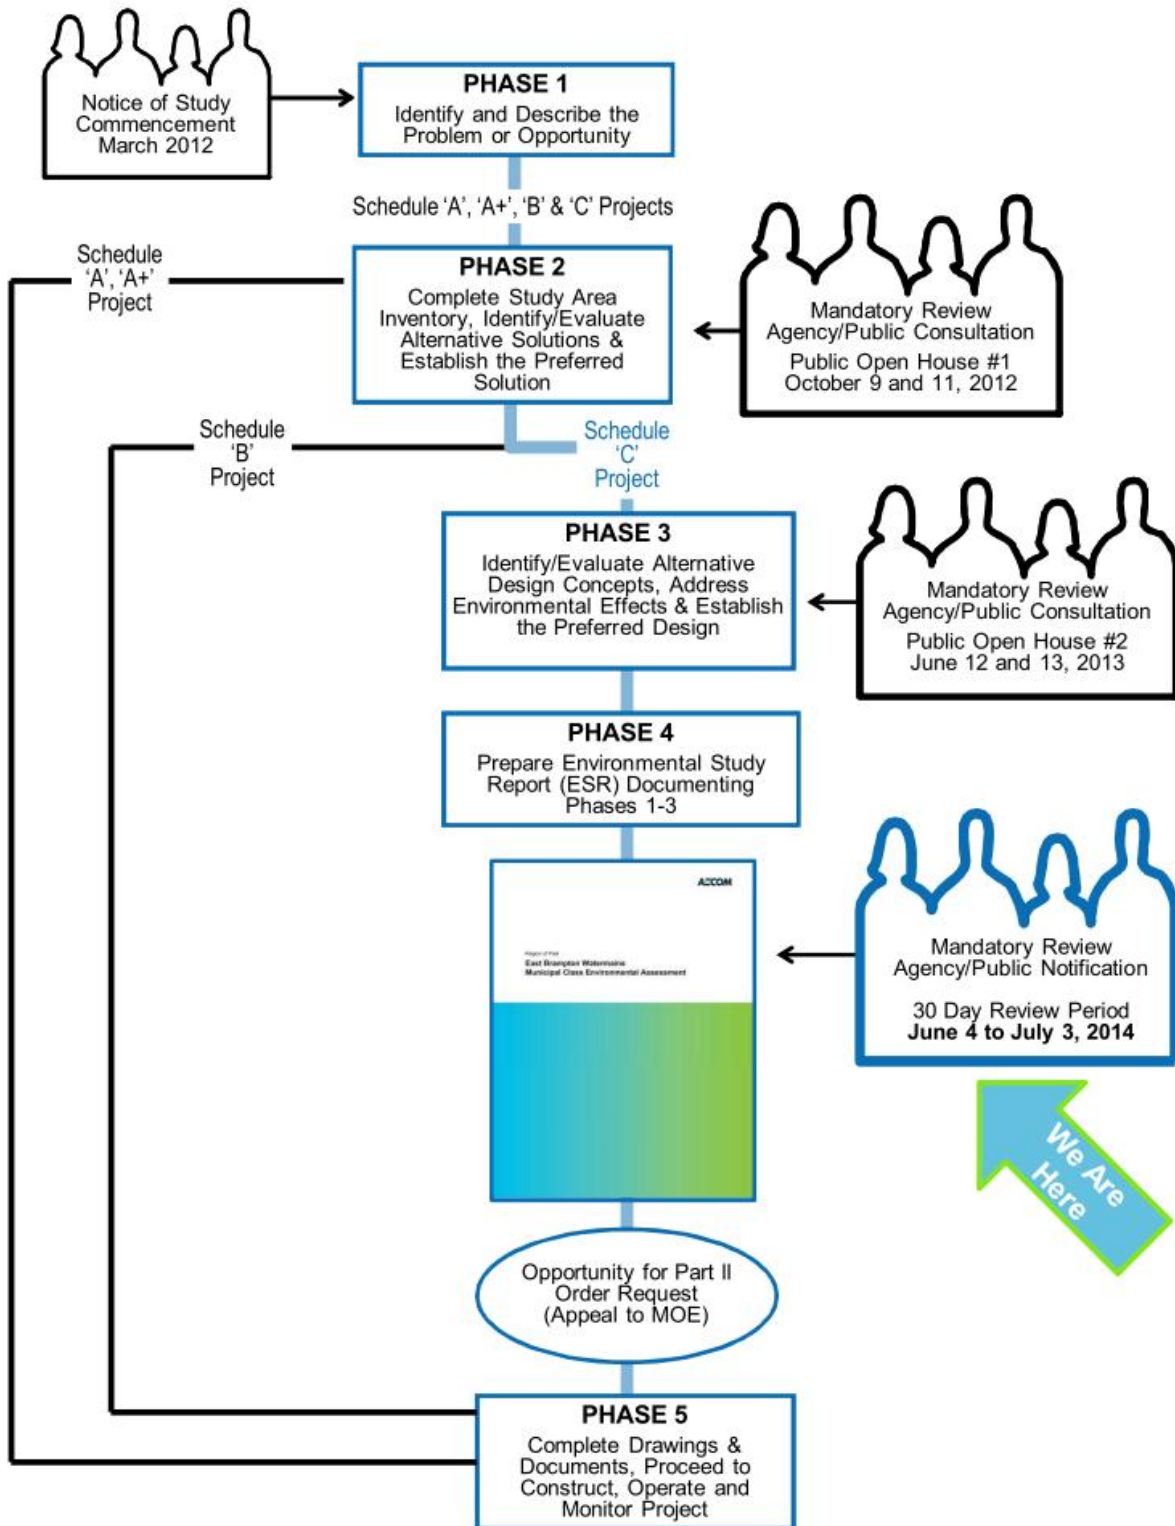 Notice of Study
Commencement
March 2012
PHASE 1
Identify and Describe the
Problem or Opportunity
Schedule ‘A’, ‘A+’, ‘B’ & ‘C’ Projects
Schedule
‘A’, ‘A+’
Project
PHASE 2
Complete Study Area
Inventory, Identify/Evaluate
Alternative Solutions &
Establish the Preferred
Solution
Mandatory Review
Agency/Public Consultation
Public Open House #1
October 9 and 11, 2012
Schedule
‘B’
Project
Schedule
‘C’
Project
PHASE 3
Identify/Evaluate Alternative
Design Concepts, Address
Environmental Effects & Establish
the Preferred Design
Mandatory Review
Agency/Public Consultation
Public Open House #2
June 12 and 13, 2013
PHASE 4
Prepare Environmental Study
Report (ESR) Documenting
Phases 1-3
AECOM
Region of Peel
East Brampton Watermains
Municipal Class Environmental Assessment
Mandatory Review
Agency/Public Notification
30 Day Review Period
June 4 to July 3, 2014
We Are
Here
Opportunity for Part II
Order Request
(Appeal to MOE)
PHASE 5
Complete Drawings &
Documents, Proceed to
Construct, Operate and
Monitor Project